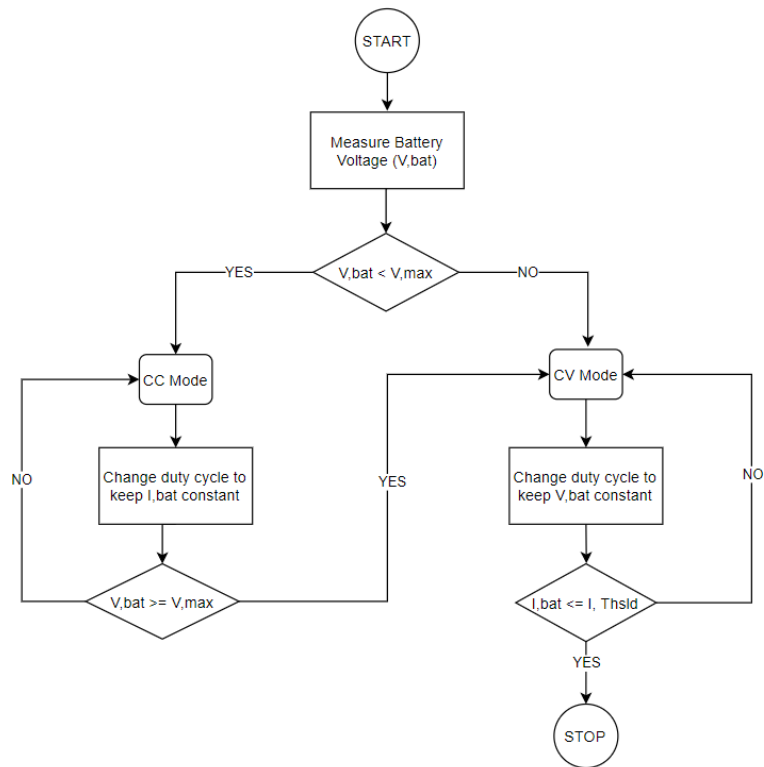 START
Measure Battery
Voltage (V,bat)
V,bat < V,max
YES
NO
CC Mode
CV Mode
Change duty cycle to
keep I,bat constant
Change duty cycle to
keep V,bat constant
NO
YES
NO
V,bat >= V,max
I,bat <= I, Thsld
YES
STOP